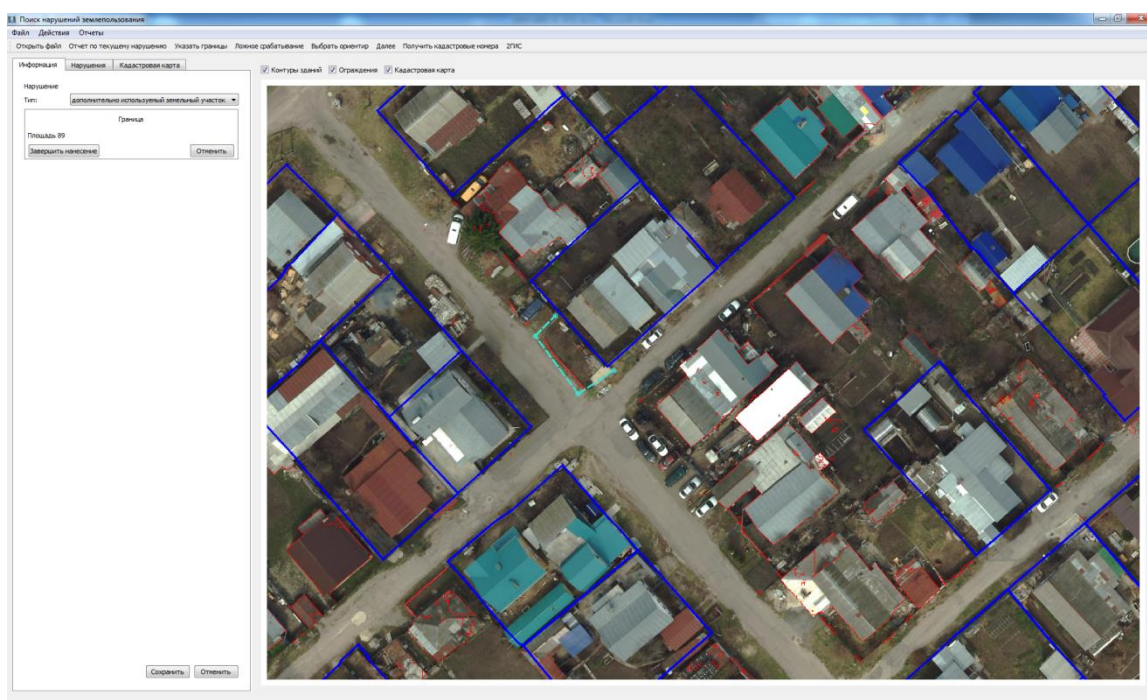 Поиск нарушений землепользования
Файл Действия Отчеты
Открыть файл Отчет по текущему нарушению Указать границы Ложное срабатывание Выбрать ориентир Далее Получить кадастровые номера 2ГИС
Информация Нарушения Кадастровая карта
Контуры зданий Ограждения Кадастровая карта
Нарушение
Тип: дополнительно используемый земельный участок.
Граница
Площадь 89
Завершить нанесение Отменить
Сохранить Отменить